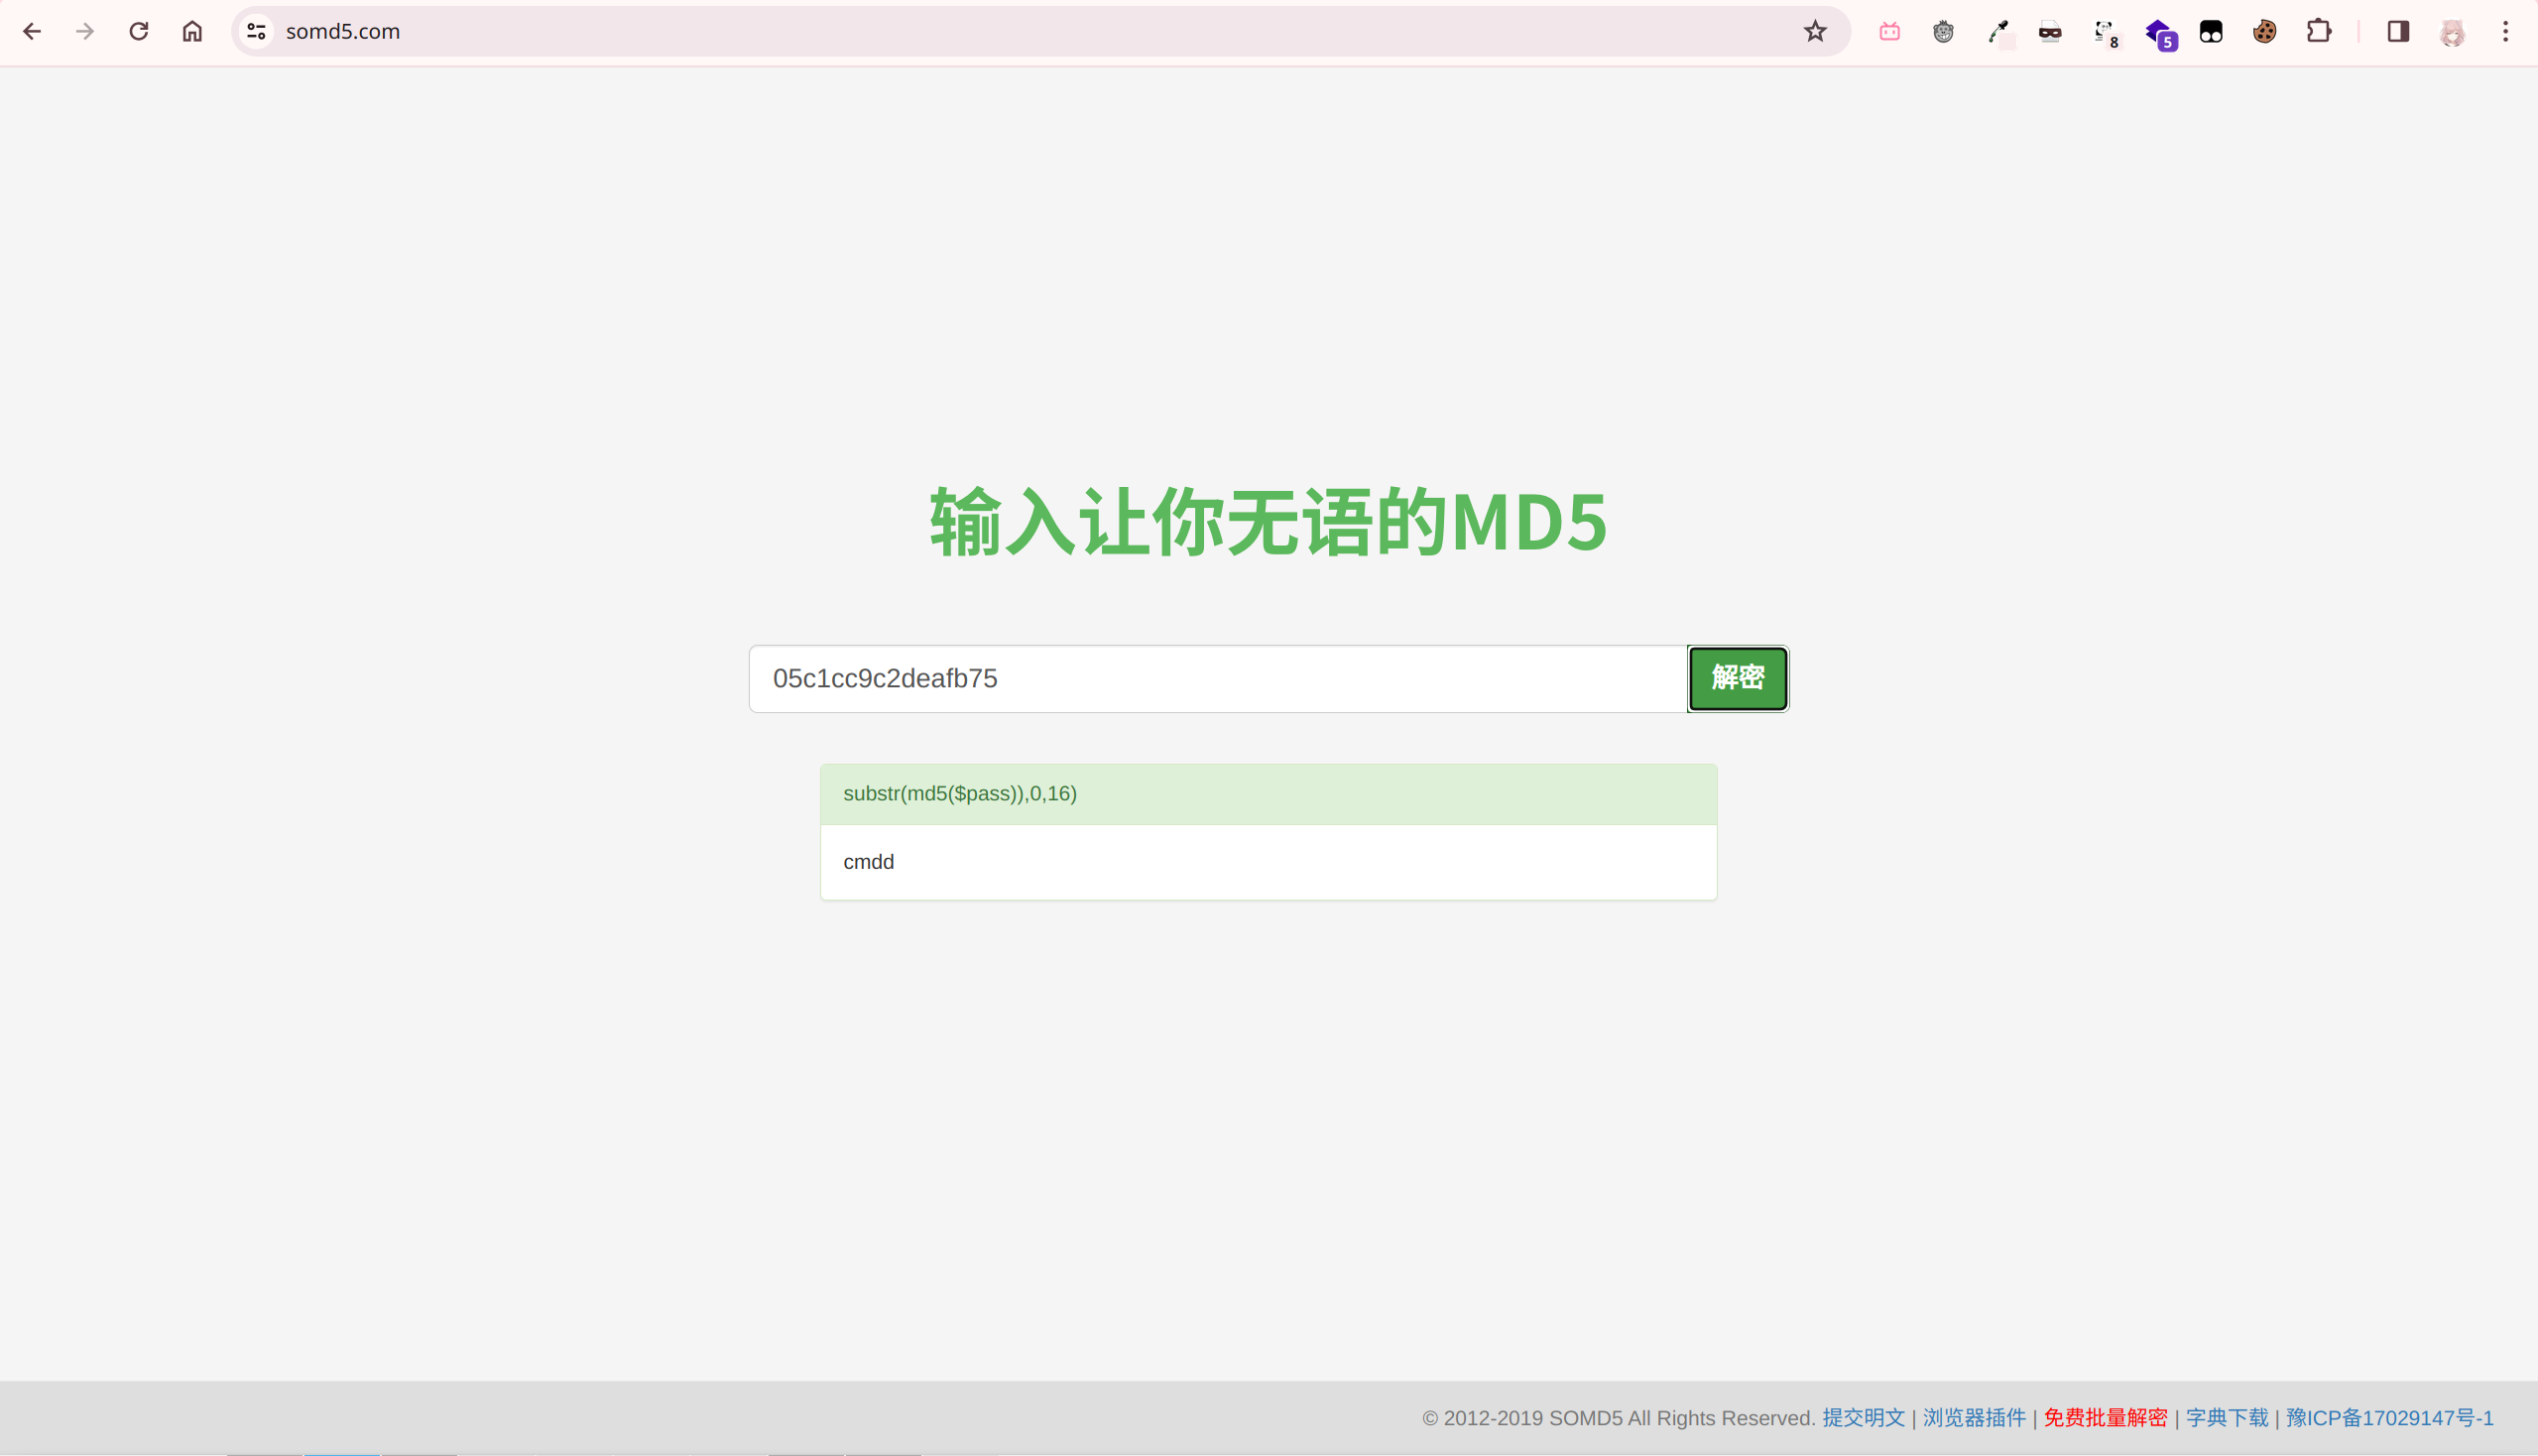 somd5.com
8
5
输入让你无语的MD5
05c1cc9c2deafb75
解密
substr(md5($pass)),0,16)
cmdd
© 2012-2019 SOMD5 All Rights Reserved. 提交明文 | 浏览器插件 | 免费批量解密 | 字典下载 | 豫ICP备17029147号-1